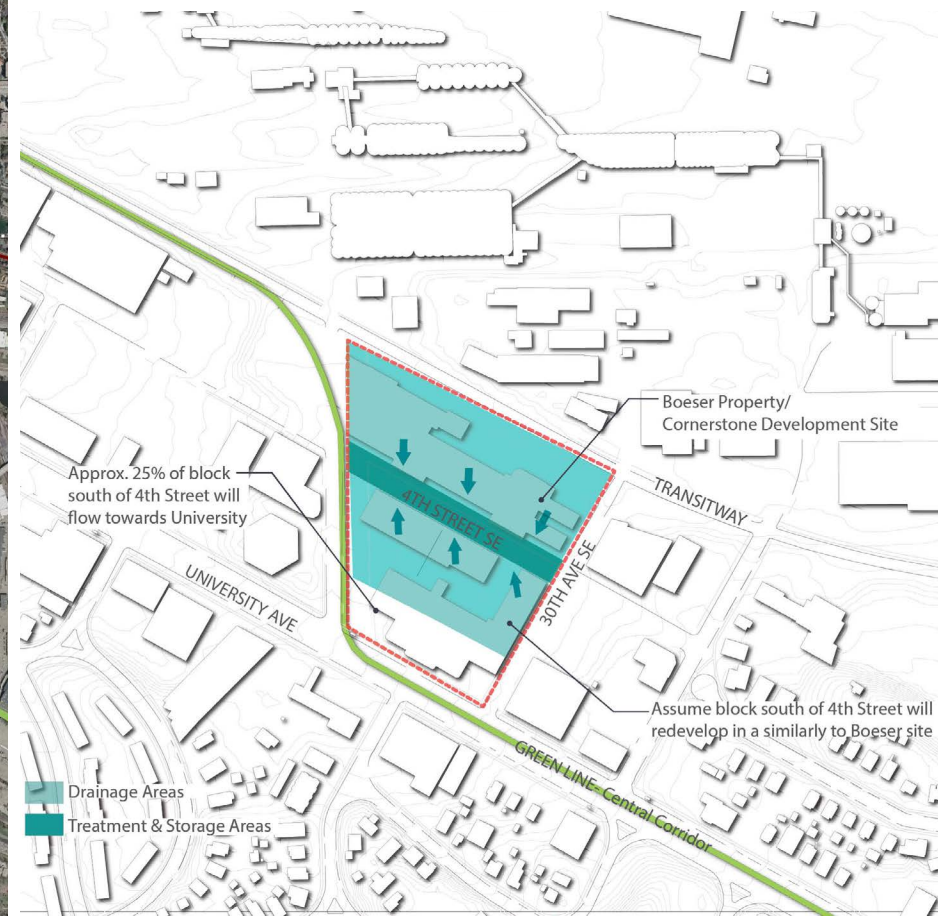 Boeser Property/
Cornerstone Development Site
TRANSITWAY
Approx. 25% of block
south of 4th Street will
flow towards University
4TH STREET SE
UNIVERSITY AVE
30TH AVE SE
Assume block south of 4th Street will
redevelop in a similarly to Boeser site
GREEN LINE- Central Corridor
Drainage Areas
Treatment & Storage Areas